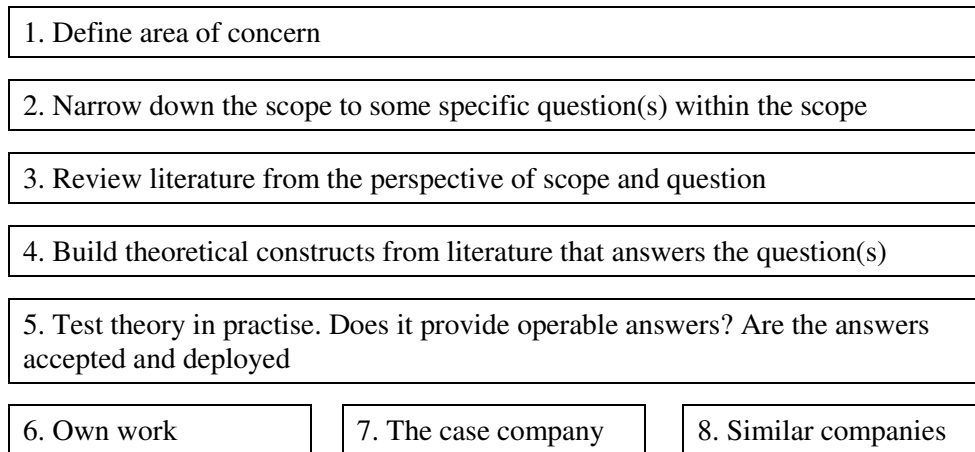 1. Define area of concern
2. Narrow down the scope to some specific question(s) within the scope
3. Review literature from the perspective of scope and question
4. Build theoretical constructs from literature that answers the question(s)
5. Test theory in practise. Does it provide operable answers? Are the answers
accepted and deployed
6. Own work
7. The case company
8. Similar companies